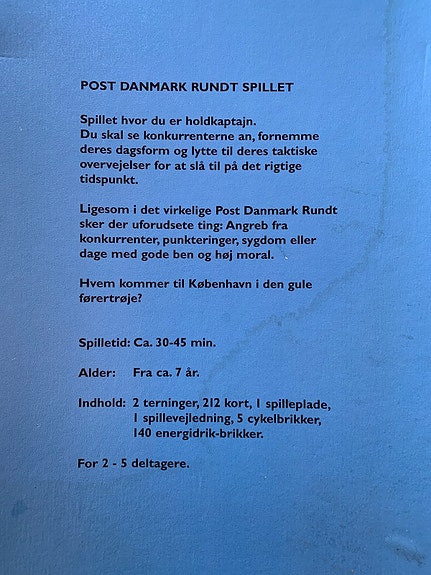 POST DANMARK RUNDT SPILLET
Spillet hvor du er holdkaptajn.
Du skal se konkurrenterne an, fornemme
deres dagsform og lytte til deres taktiske
overvejelser for at slå til på det rigtige
tidspunkt.
Ligesom i det virkelige Post Danmark Rundt
sker der uforudsete ting: Angreb fra
konkurrenter, punkteringer, sygdom eller
dage med gode ben og høj moral.
Hvem kommer til København i den gule
førertrøje?
Spilletid: Ca. 30-45 min.
Alder: Fra ca. 7 år.
Indhold: 2 terninger, 212 kort, 1 spilleplade,
1 spillevejledning, 5 cykelbrikker,
140 energidrik-brikker.
For 2 - 5 deltagere.